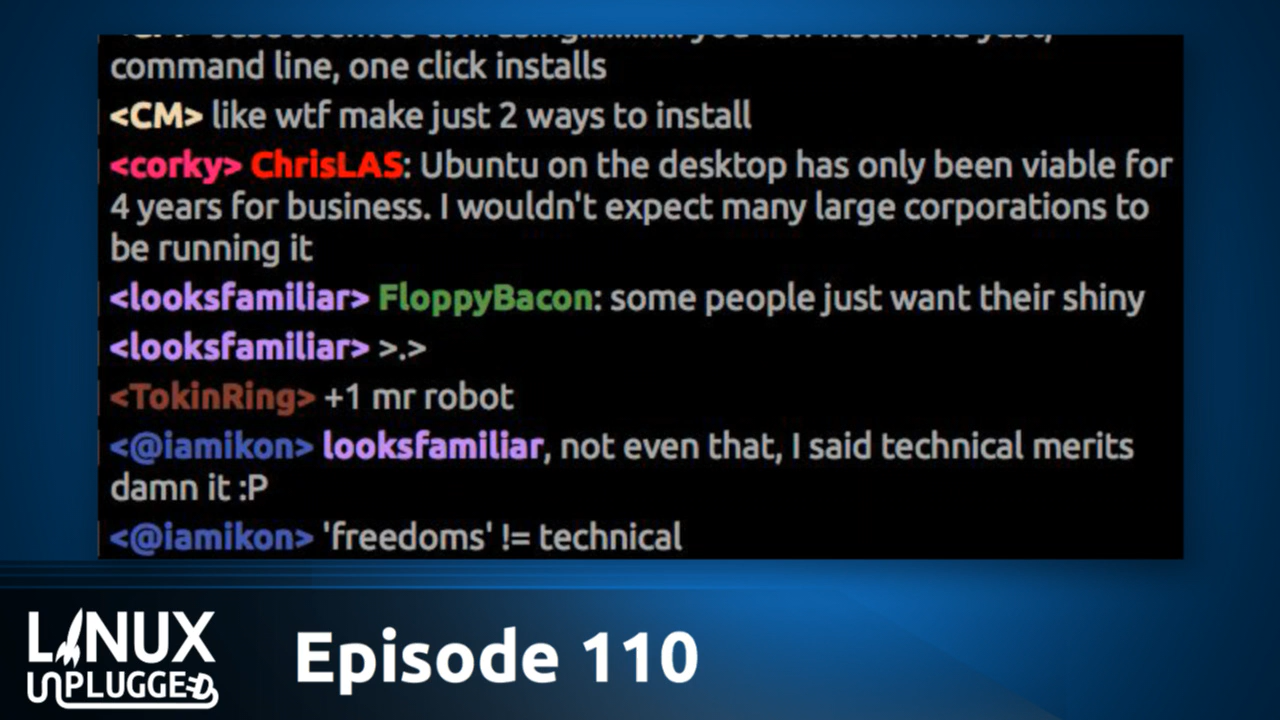 command line, one click installs
<CM> like wtf make just 2 ways to install
<corky> ChrisLAS: Ubuntu on the desktop has only been viable for
4 years for business. I wouldn't expect many large corporations to
be running it
<looksfamiliar> FloppyBacon: some people just want their shiny
<looksfamiliar> >.>
<TokinRing> +1 mr robot
<@iamikon> looksfamiliar, not even that, I said technical merits
damn it :P
<@iamikon> 'freedoms' != technical
LINUX
UNPLUGGED
Episode 110